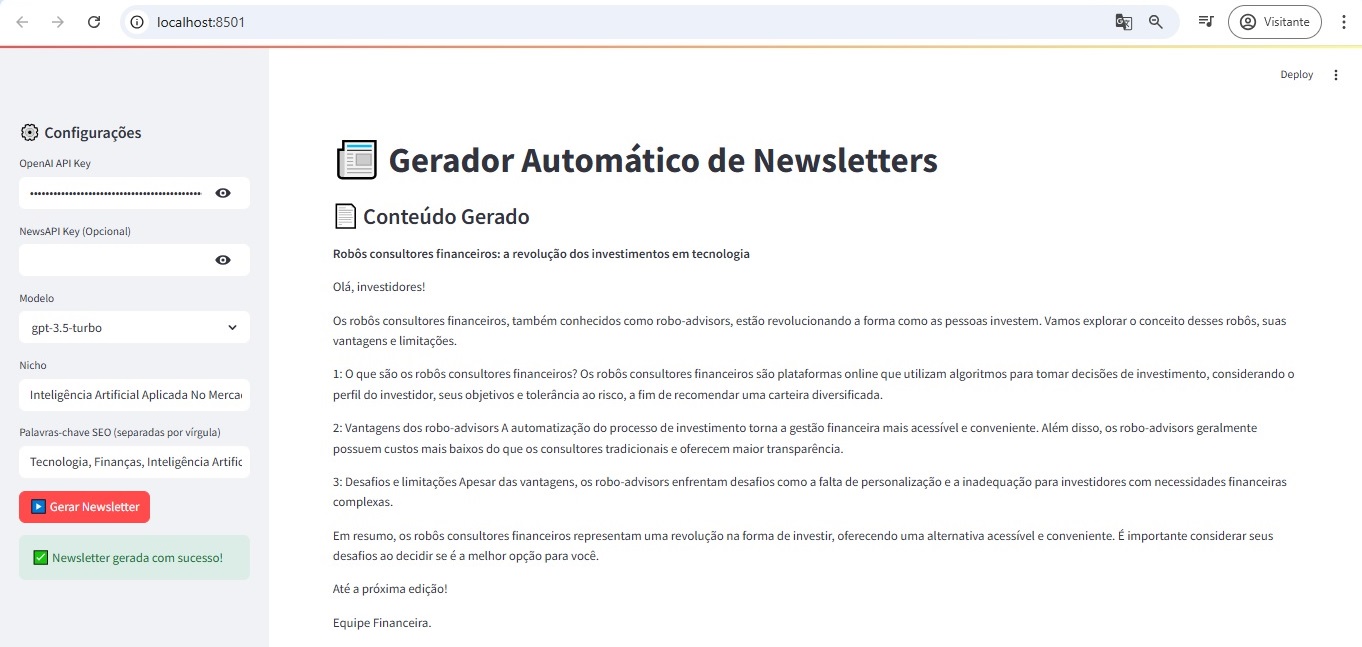 localhost:8501
Visitante
Deploy
Configurações
OpenAI API Key
NewsAPI Key (Opcional)
Modelo
gpt-3.5-turbo
Nicho
Inteligência Artificial Aplicada No
Palavras-chave SEO (separadas por vírgula)
Tecnologia, Finanças, Inteligência
Gerar Newsletter
Newsletter gerada com sucesso!
Gerador Automático de Newsletters
Conteúdo Gerado
Robôs consultores financeiros: a revolução dos investimentos em tecnologia
Olá, investidores!
Os robôs consultores financeiros, também conhecidos como robo-advisors, estão revolucionando a forma como as pessoas investem. Vamos explorar o conceito desses robôs, suas
vantagens e limitações.
1: O que são os robôs consultores financeiros? Os robôs consultores financeiros são plataformas online que utilizam algoritmos para tomar decisões de investimento, considerando o
perfil do investidor, seus objetivos e tolerância ao risco, a fim de recomendar uma carteira diversificada.
2: Vantagens dos robo-advisors A automatização do processo de investimento torna a gestão financeira mais acessível e conveniente. Além disso, os robo-advisors geralmente
possuem custos mais baixos do que os consultores tradicionais e oferecem maior transparência.
3: Desafios e limitações Apesar das vantagens, os robo-advisors enfrentam desafios como a falta de personalização e a inadequação para investidores com necessidades financeiras
complexas.
Em resumo, os robôs consultores financeiros representam uma revolução na forma de investir, oferecendo uma alternativa acessível e conveniente. É importante considerar seus
desafios ao decidir se é a melhor opção para você.
Até a próxima edição!
Equipe Financeira.